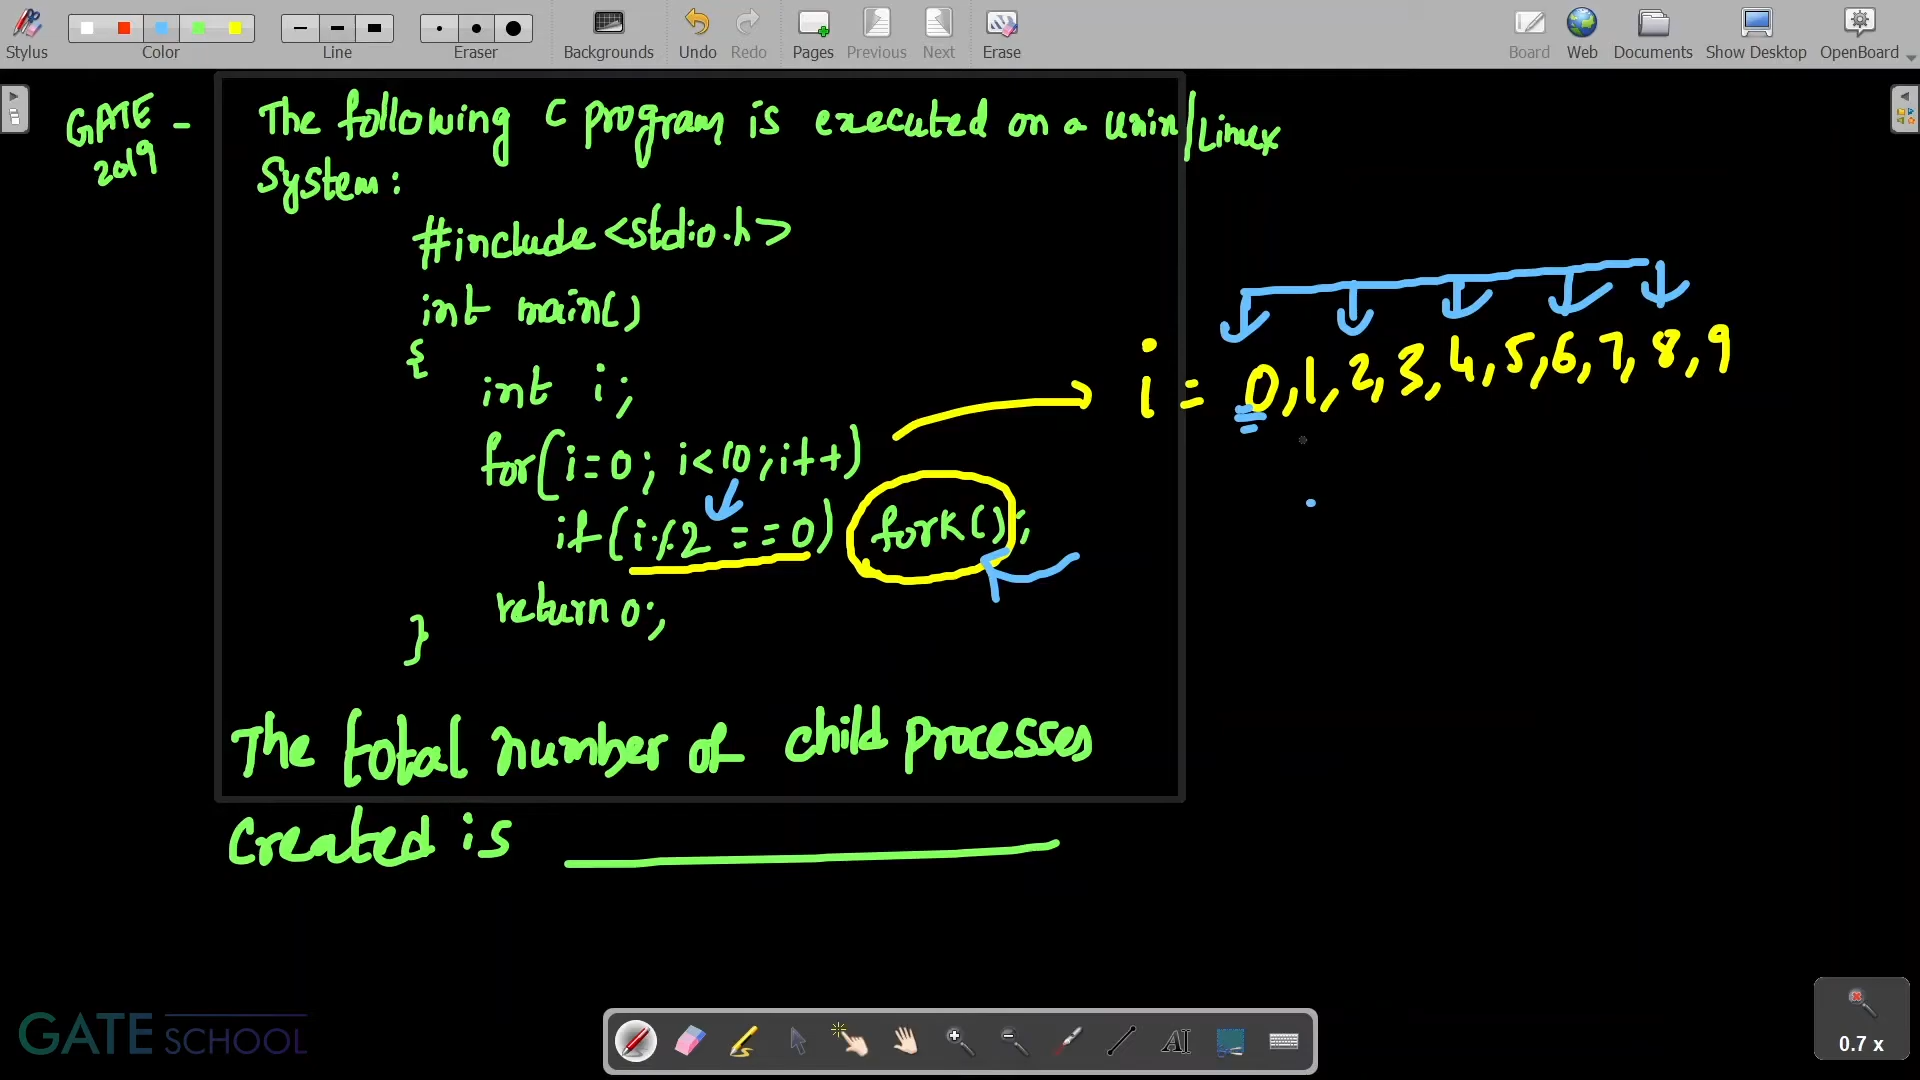 Stylus
Color
Line
Eraser
Backgrounds
Undo
Redo
Pages
Previous
Next
Erase
Board
Web
Documents
Show Desktop
OpenBoard
GATE -
2019
The following C program is executed on a unix/Linux
System:
#include <stdio.h>
int main()
{
int i;
for(i=0; i<10; i++)
if(i%2 == 0) fork();
return 0;
}
i = 0,1,2,3,4,5,6,7,8,9
The total number of child processes
Created is
GATE SCHOOL
AI
0.7 x